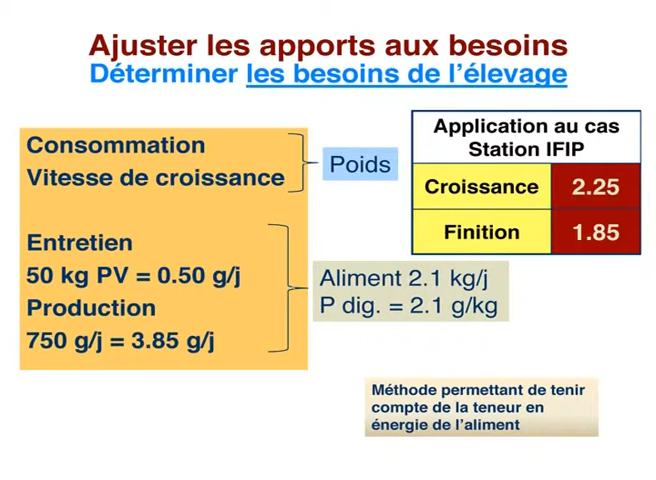 Ajuster les apports aux besoins
Déterminer les besoins de l'élevage
Consommation
Vitesse de croissance
Poids
Entretien
50 kg PV = 0.50 g/j
Production
750 g/j = 3.85 g/j
Aliment 2.1 kg/j
P dig. = 2.1 g/kg
Application au cas
Station IFIP
Croissance 2.25
Finition 1.85
Méthode permettant de tenir
compte de la teneur en
énergie de l'aliment